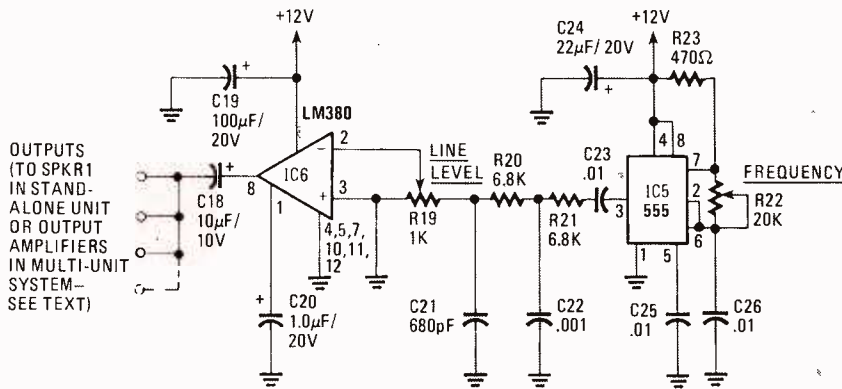 +12V
C19
100µF/
20V
LM380
2
3
IC6
8
1
4,5,7,
10,11,
12
OUTPUTS
(TO SPKR1
IN STAND-
ALONE UNIT
OR OUTPUT
AMPLIFIERS
IN MULTI-UNIT
SYSTEM—
SEE TEXT)
C18
10µF/
10V
C20
1.0µF/
20V
LINE
LEVEL
R19
1K
R20
6.8K
R21
6.8K
C21
680pF
C22
.001
C23
.01
C24
22µF/20V
+12V
R23
470Ω
4 8
7
3
IC5
555
2
6
1
5
FREQUENCY
R22
20K
C25
.01
C26
.01